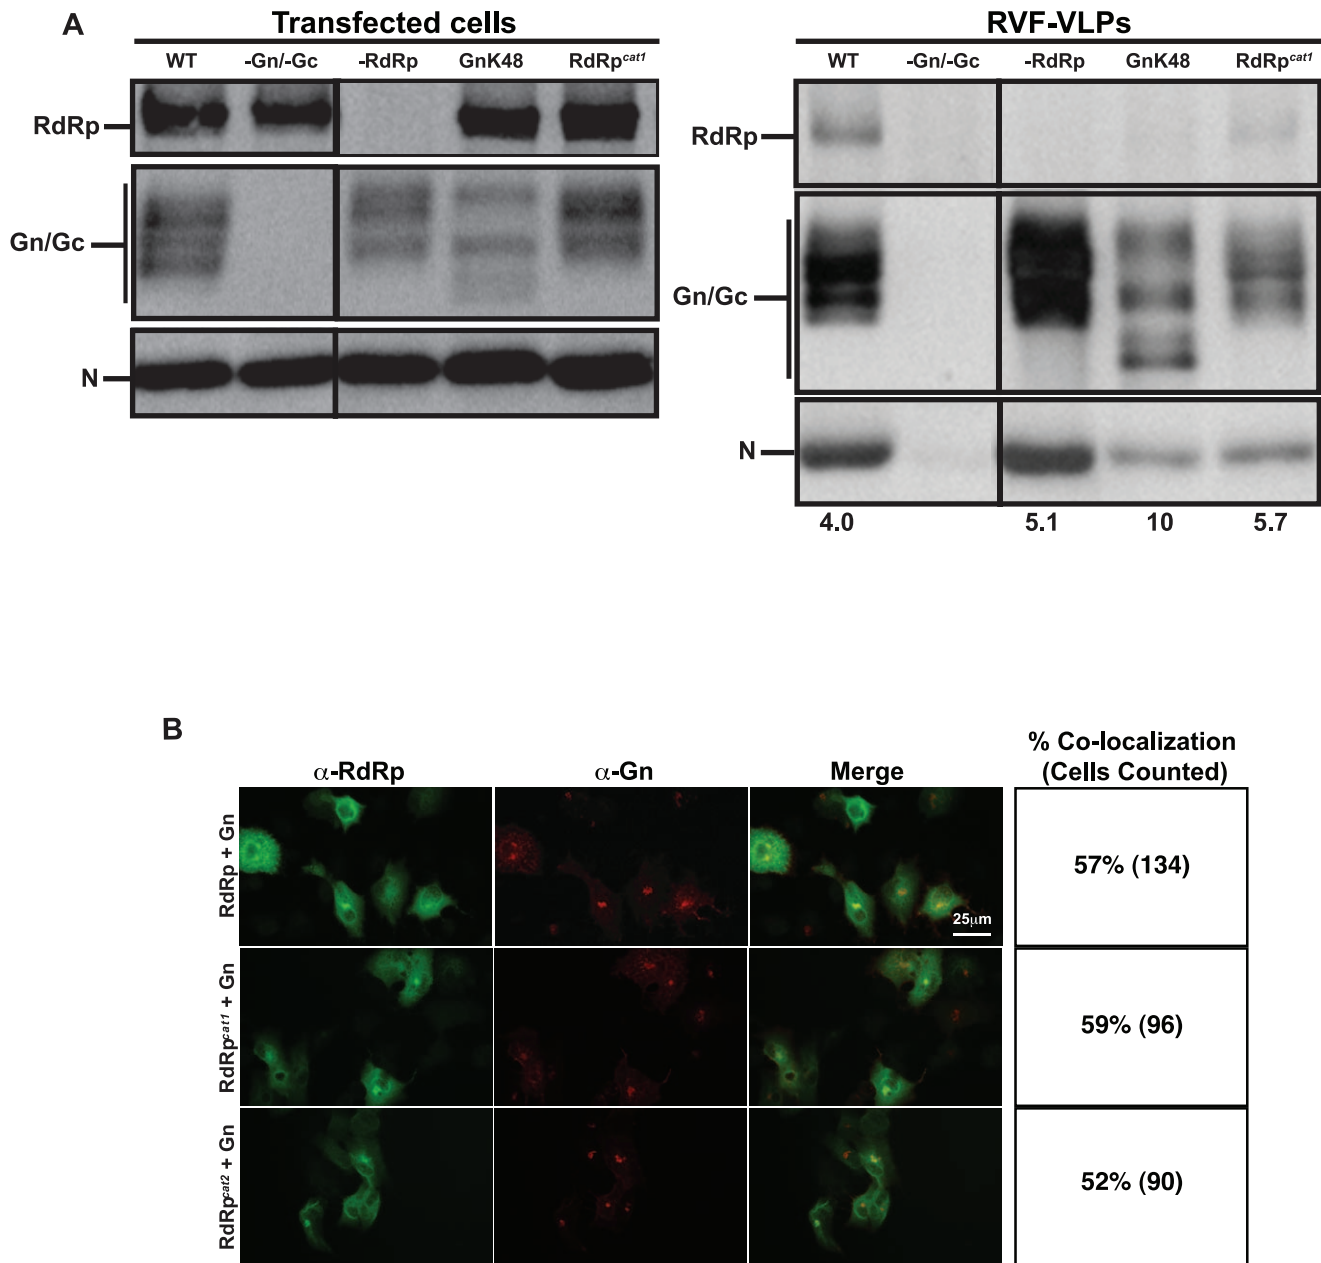 A
Transfected cells
WT -Gn/-Gc -RdRp GnK48 RdRpcat1
RdRp
Gn/Gc
N
RVF-VLPs
WT -Gn/-Gc -RdRp GnK48 RdRpcat1
RdRp
Gn/Gc
N
4.0 5.1 10 5.7
B
α-RdRp α-Gn Merge % Co-localization (Cells Counted)
RdRp + Gn
25μm
57% (134)
RdRpcat1 + Gn
59% (96)
RdRpcat2 + Gn
52% (90)